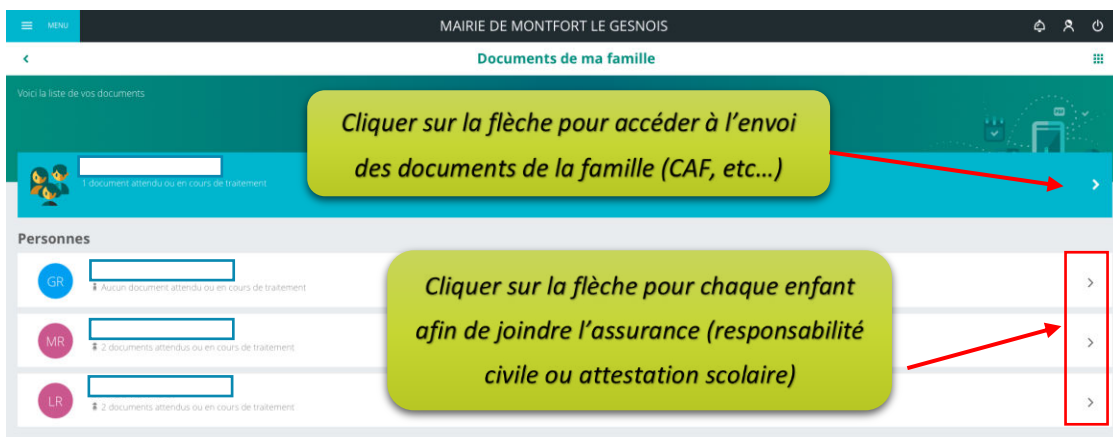 MENU
MAIRIE DE MONTFORT LE GESNOIS
Documents de ma famille
Voici la liste de vos documents
Cliquer sur la flèche pour accéder à l’envoi
des documents de la famille (CAF, etc…)
1 document attendu ou en cours de traitement
Personnes
GR
Aucun document attendu ou en cours de traitement
Cliquer sur la flèche pour chaque enfant
afin de joindre l’assurance (responsabilité
civile ou attestation scolaire)
MR
2 documents attendus ou en cours de traitement
LR
2 documents attendus ou en cours de traitement